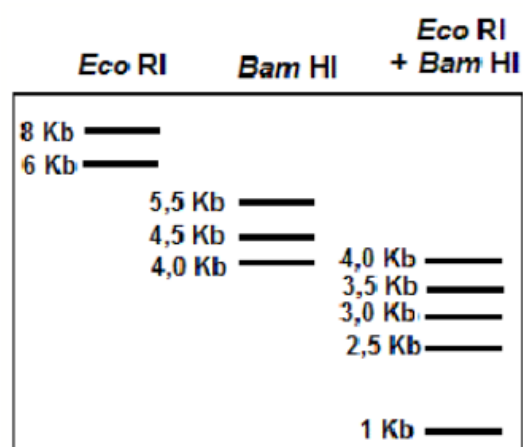 Eco RI
Bam HI
Eco RI
+ Bam HI
8 Kb
6 Kb
5,5 Kb
4,5 Kb
4,0 Kb
4,0 Kb
3,5 Kb
3,0 Kb
2,5 Kb
1 Kb